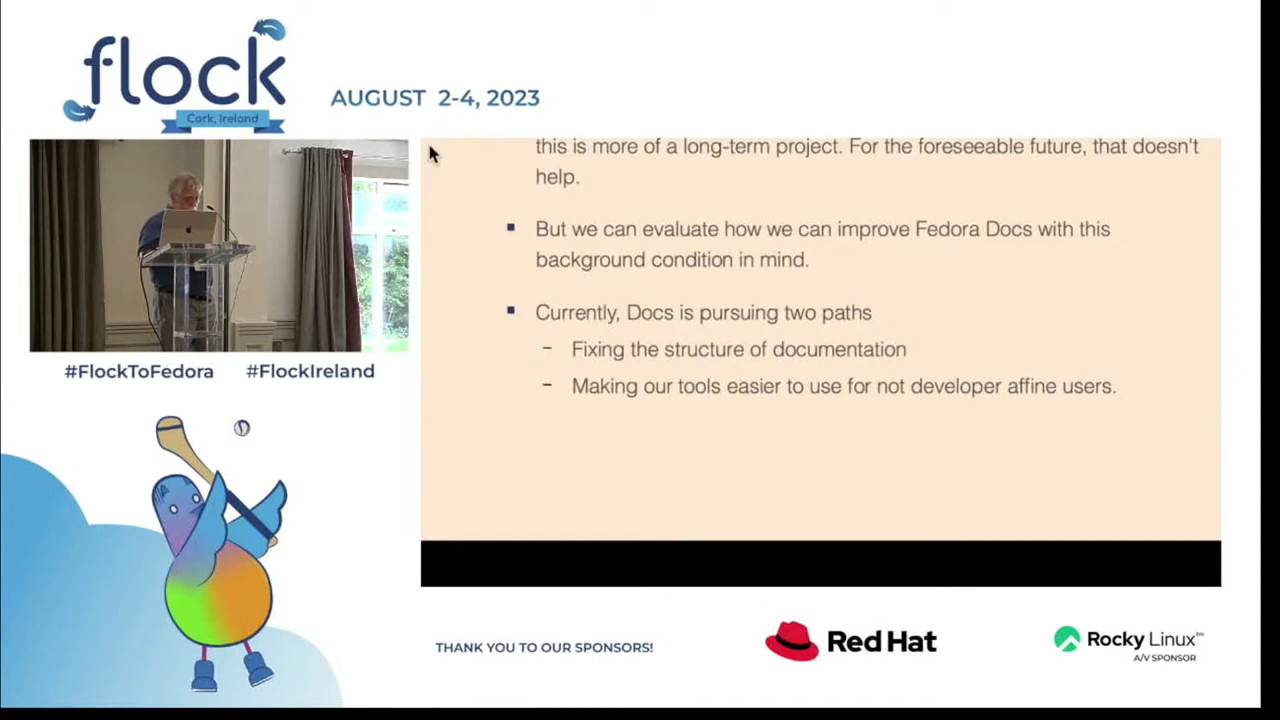 flock
Cork, Ireland
AUGUST 2-4, 2023
this is more of a long-term project. For the foreseeable future, that doesn't
help.
But we can evaluate how we can improve Fedora Docs with this
background condition in mind.
Currently, Docs is pursuing two paths
Fixing the structure of documentation
Making our tools easier to use for not developer affine users.
#FlockToFedora #FlockIreland
THANK YOU TO OUR SPONSORS!
Red Hat
Rocky Linux™
A/V SPONSOR